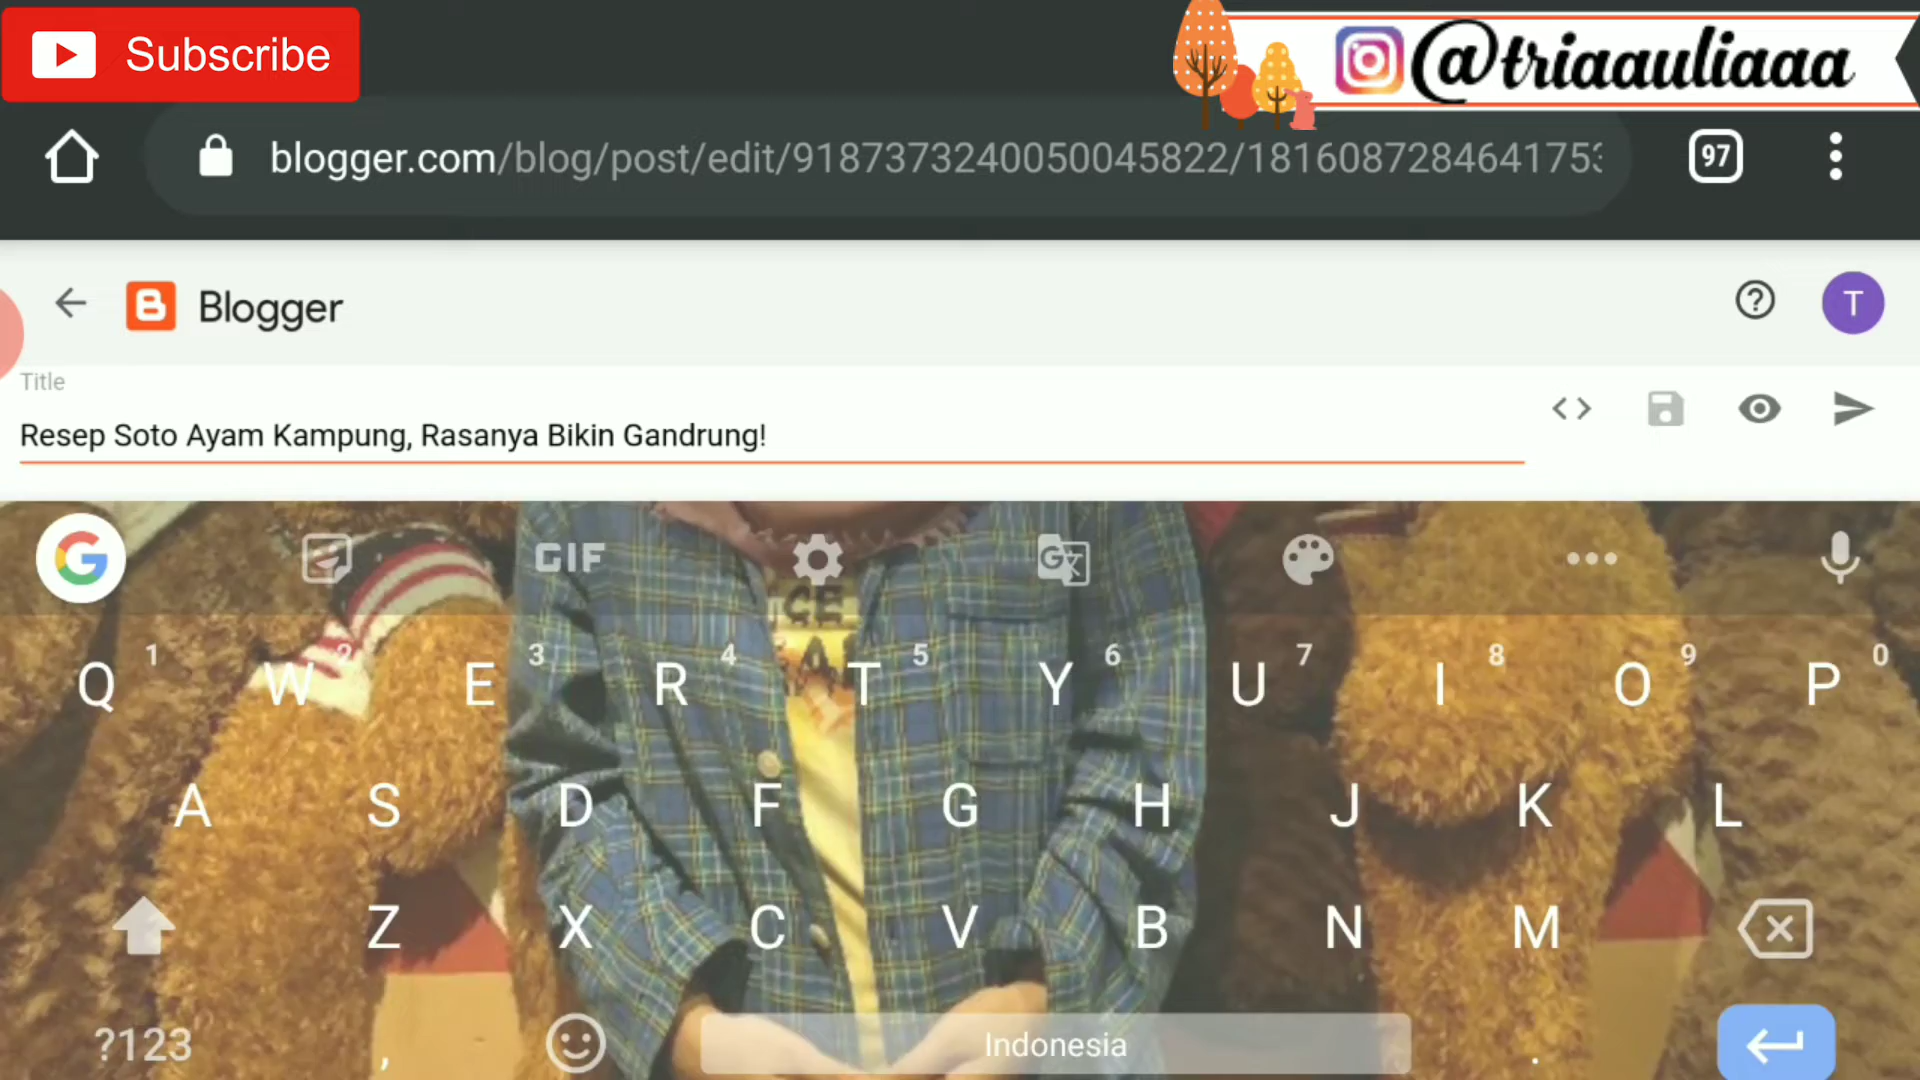 Subscribe
@triaauliaaa
blogger.com/blog/post/edit/9187373240050045822/1816087284641753
97
Blogger
T
Title
Resep Soto Ayam Kampung, Rasanya Bikin Gandrung!
G
GIF
G
1 2 3 4 5 6 7 8 9 0
Q W E R T Y U I O P
A S D F G H J K L
Z X C V B N M
?123 , Indonesia .